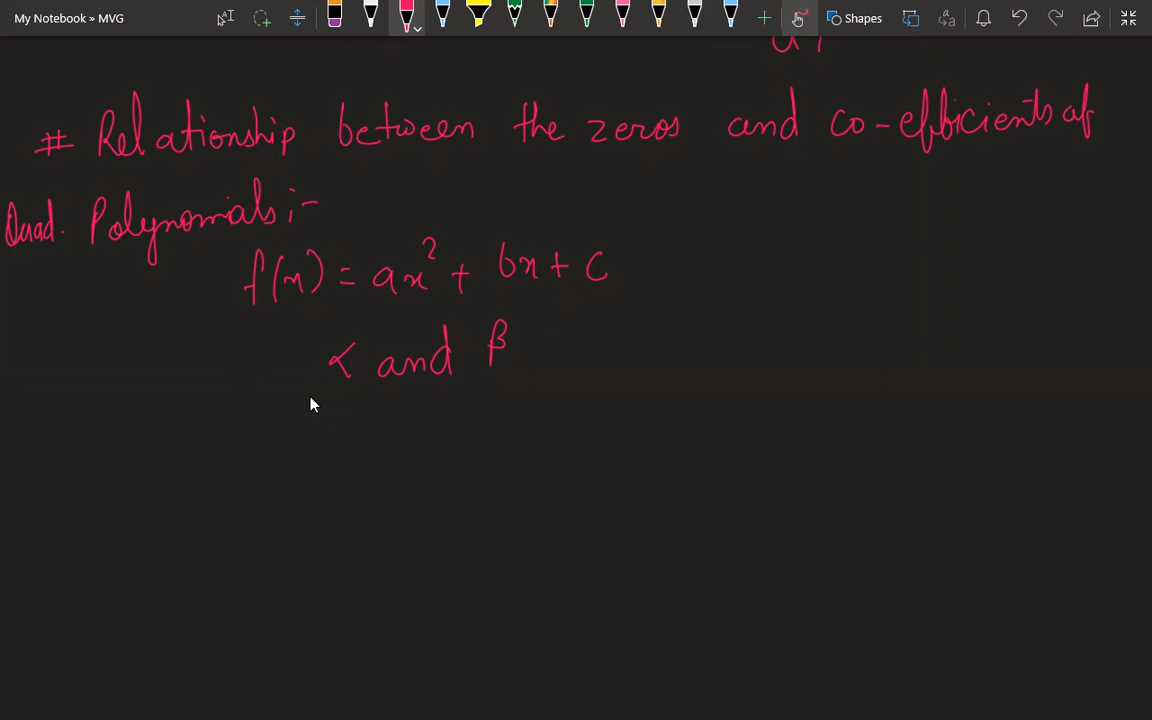 My Notebook » MVG
Shapes
# Relationship between the zeros and co-efficients of
Quad. Polynomials :-
f(x) = ax² + bx + c
α and β